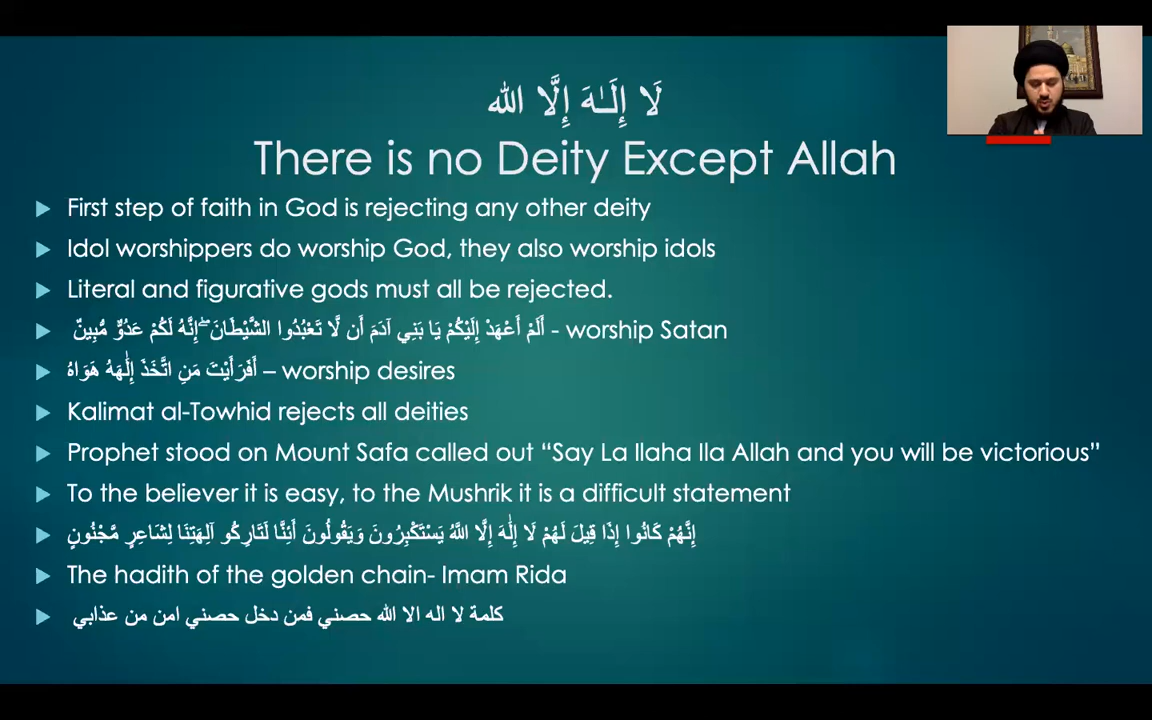 لَا إِلَـٰهَ إِلَّا الله
There is no Deity Except Allah
First step of faith in God is rejecting any other deity
Idol worshippers do worship God, they also worship idols
Literal and figurative gods must all be rejected.
أَلَمْ أَعْهَدْ إِلَيْكُمْ يَا بَنِي آدَمَ أَن لَّا تَعْبُدُوا الشَّيْطَانَ ۖ إِنَّهُ لَكُمْ عَدُوٌّ مُّبِينٌ - worship Satan
أَفَرَأَيْتَ مَنِ اتَّخَذَ إِلَٰهَهُ هَوَاهُ – worship desires
Kalimat al-Towhid rejects all deities
Prophet stood on Mount Safa called out “Say La Ilaha Ila Allah and you will be victorious”
To the believer it is easy, to the Mushrik it is a difficult statement
إِنَّهُمْ كَانُوا إِذَا قِيلَ لَهُمْ لَا إِلَٰهَ إِلَّا اللَّهُ يَسْتَكْبِرُونَ وَيَقُولُونَ أَئِنَّا لَتَارِكُو آلِهَتِنَا لِشَاعِرٍ مَّجْنُونٍ
The hadith of the golden chain- Imam Rida
كلمة لا اله الا الله حصني فمن دخل حصني امن من عذابي